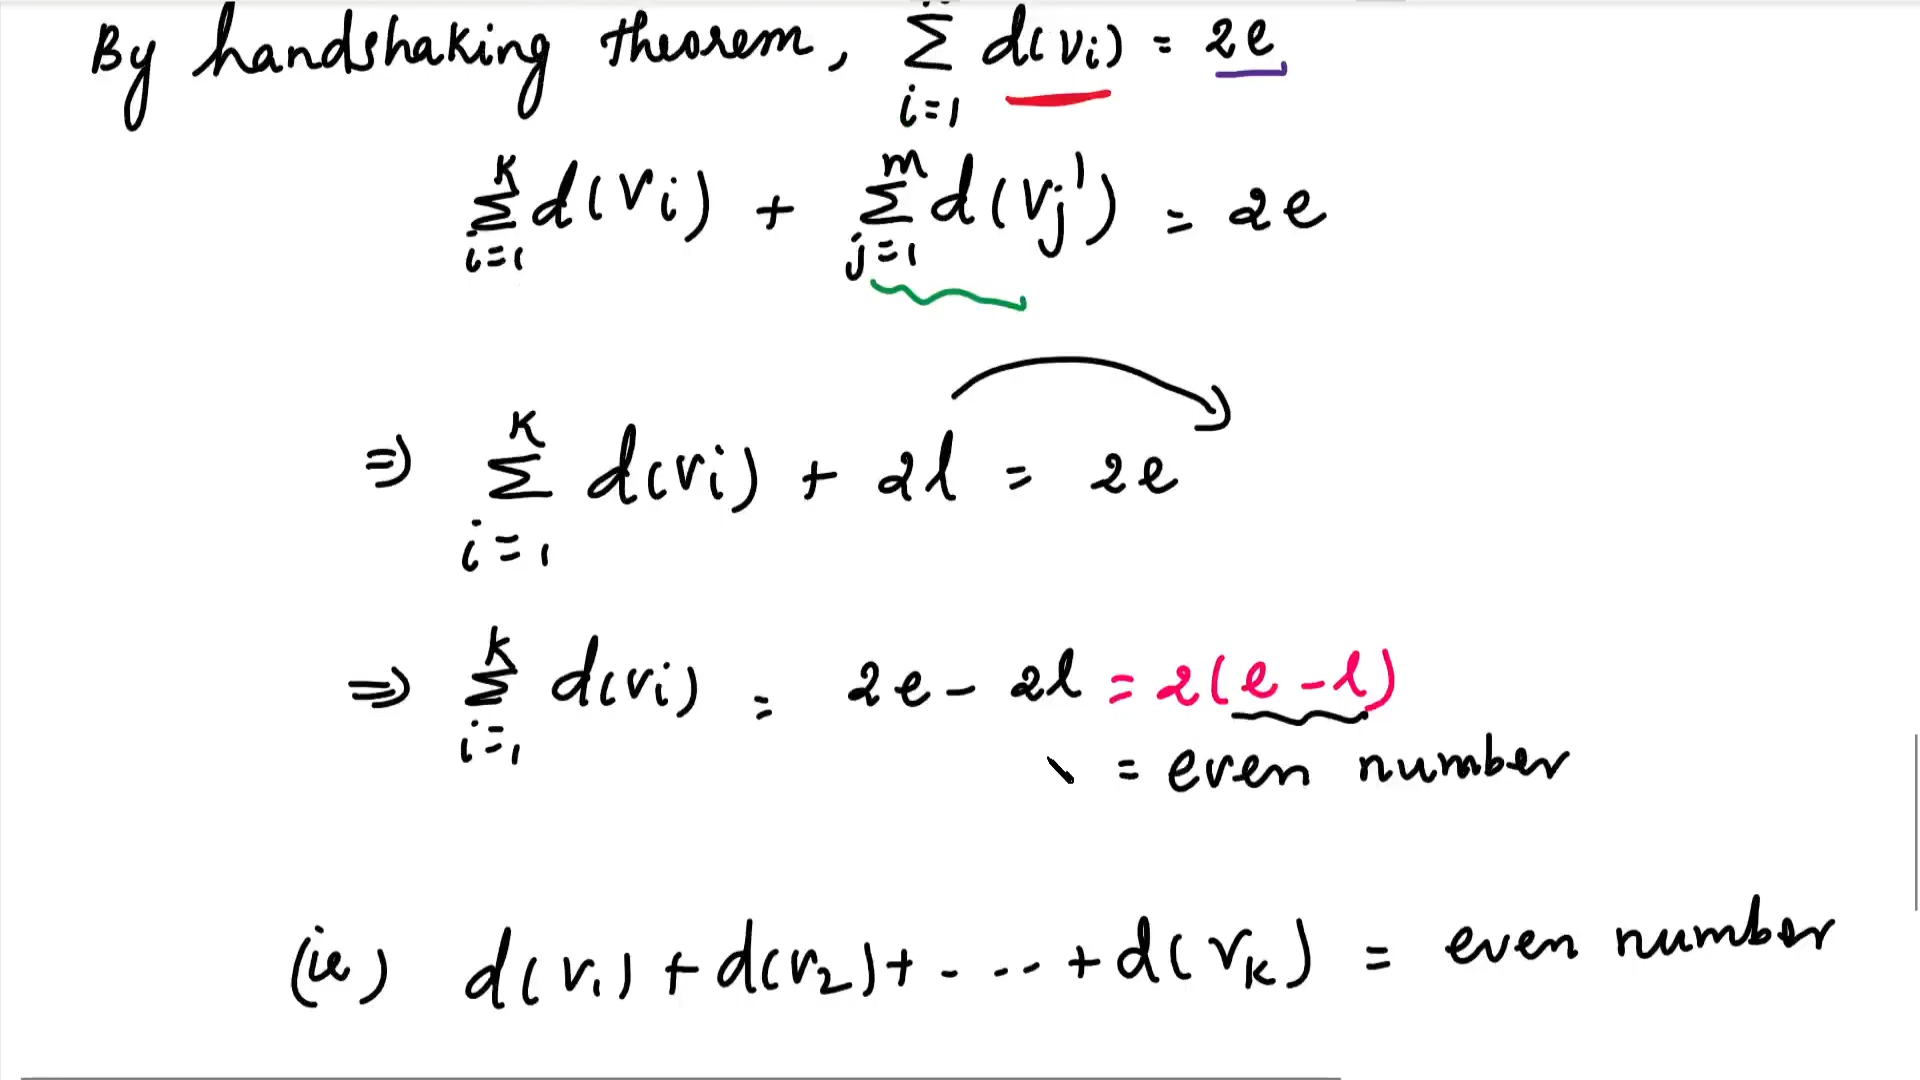 By handshaking theorem, Σ_{i=1} d(vi) = 2e
Σ_{i=1}^{k} d(vi) + Σ_{j=1}^{m} d(vj') = 2e
⇒ Σ_{i=1}^{k} d(vi) + 2l = 2e
⇒ Σ_{i=1}^{k} d(vi) = 2e - 2l = 2(e - l)
= even number
(ie) d(v1) + d(v2) + - - - - + d(vk) = even number